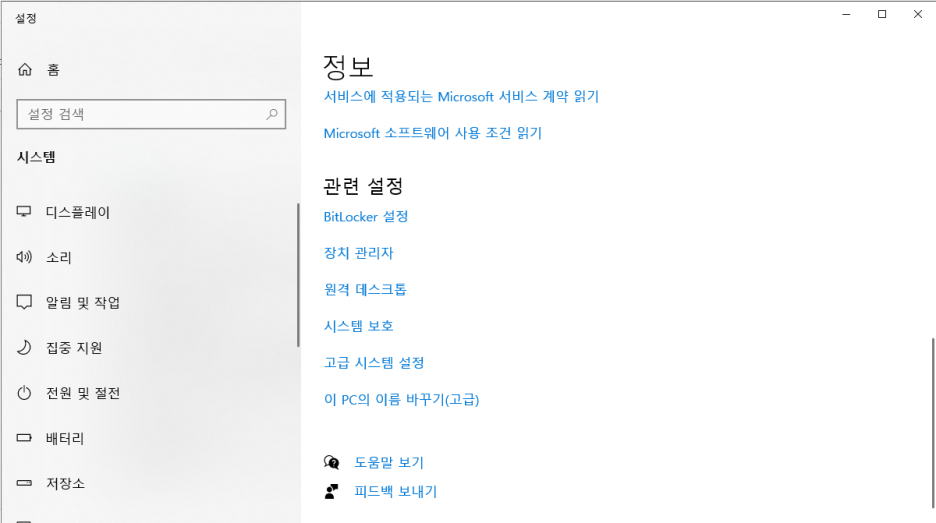 설정
홈
설정 검색
시스템
디스플레이
소리
알림 및 작업
집중 지원
전원 및 절전
배터리
저장소
정보
서비스에 적용되는 Microsoft 서비스 계약 읽기
Microsoft 소프트웨어 사용 조건 읽기
관련 설정
BitLocker 설정
장치 관리자
원격 데스크톱
시스템 보호
고급 시스템 설정
이 PC의 이름 바꾸기(고급)
도움말 보기
피드백 보내기